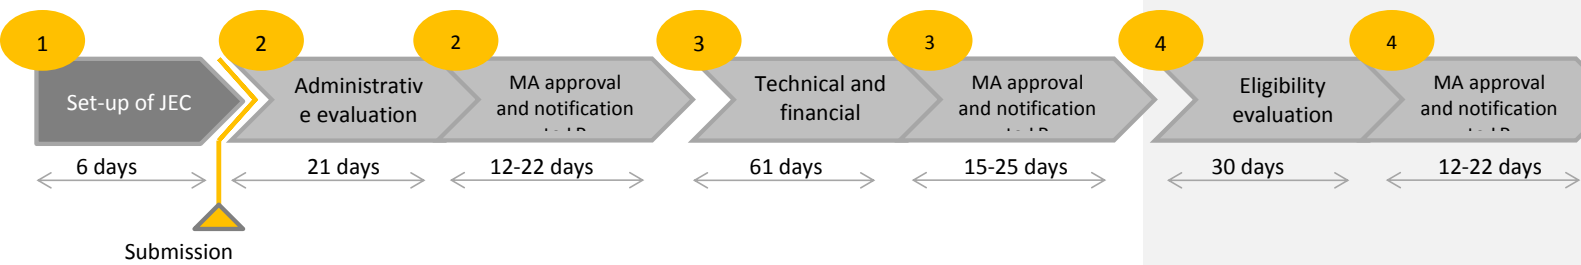 1
2
2
3
3
4
4
Set-up of JEC
Administrativ
e evaluation
MA approval
and notification
Technical and
financial
MA approval
and notification
Eligibility
evaluation
MA approval
and notification
6 days
21 days
12-22 days
61 days
15-25 days
30 days
12-22 days
Submission